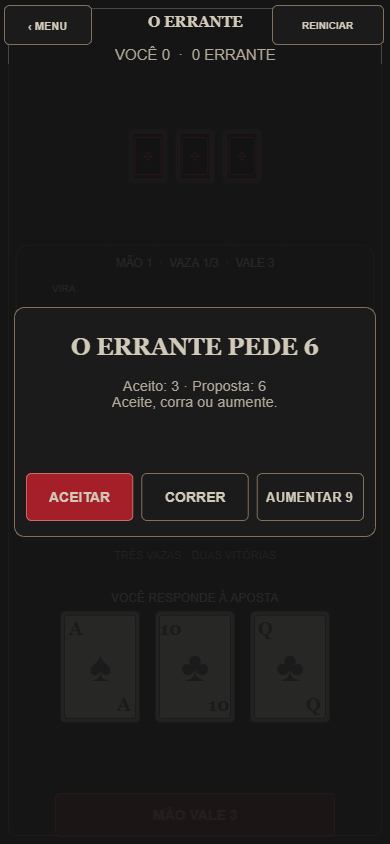 ‹ MENU
O ERRANTE
REINICIAR
VOCÊ 0 · 0 ERRANTE
MÃO 1 · VAZA 1/3 · VALE 3
VIRA
O ERRANTE PEDE 6
Aceito: 3 · Proposta: 6
Aceite, corra ou aumente.
ACEITAR
CORRER
AUMENTAR 9
TRÊS VAZAS · DUAS VITÓRIAS
VOCÊ RESPONDE À APOSTA
A
10
Q
A
10
Q
MÃO VALE 3